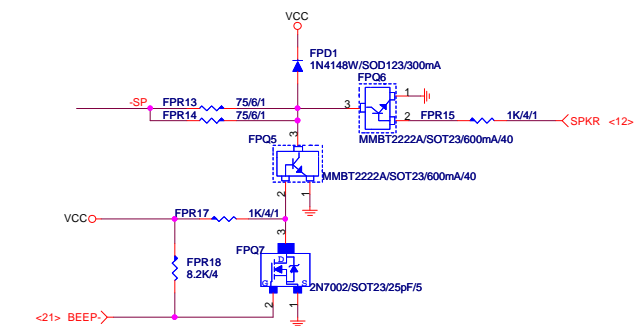 VCC
FPD1
1N4148W/SOD123/300mA
FPQ6
-SP FPR13 75/6/1 3 1
FPR14 75/6/1 2 FPR15 1K/4/1 SPKR <12>
3
FPQ5 MMBT2222A/SOT23/600mA/40
MMBT2222A/SOT23/600mA/40
2 1
VCC FPR17 1K/4/1
3
FPQ7
D
FPR18
8.2K/4
G S 2N7002/SOT23/25pF/5
2 1
<21> BEEP-